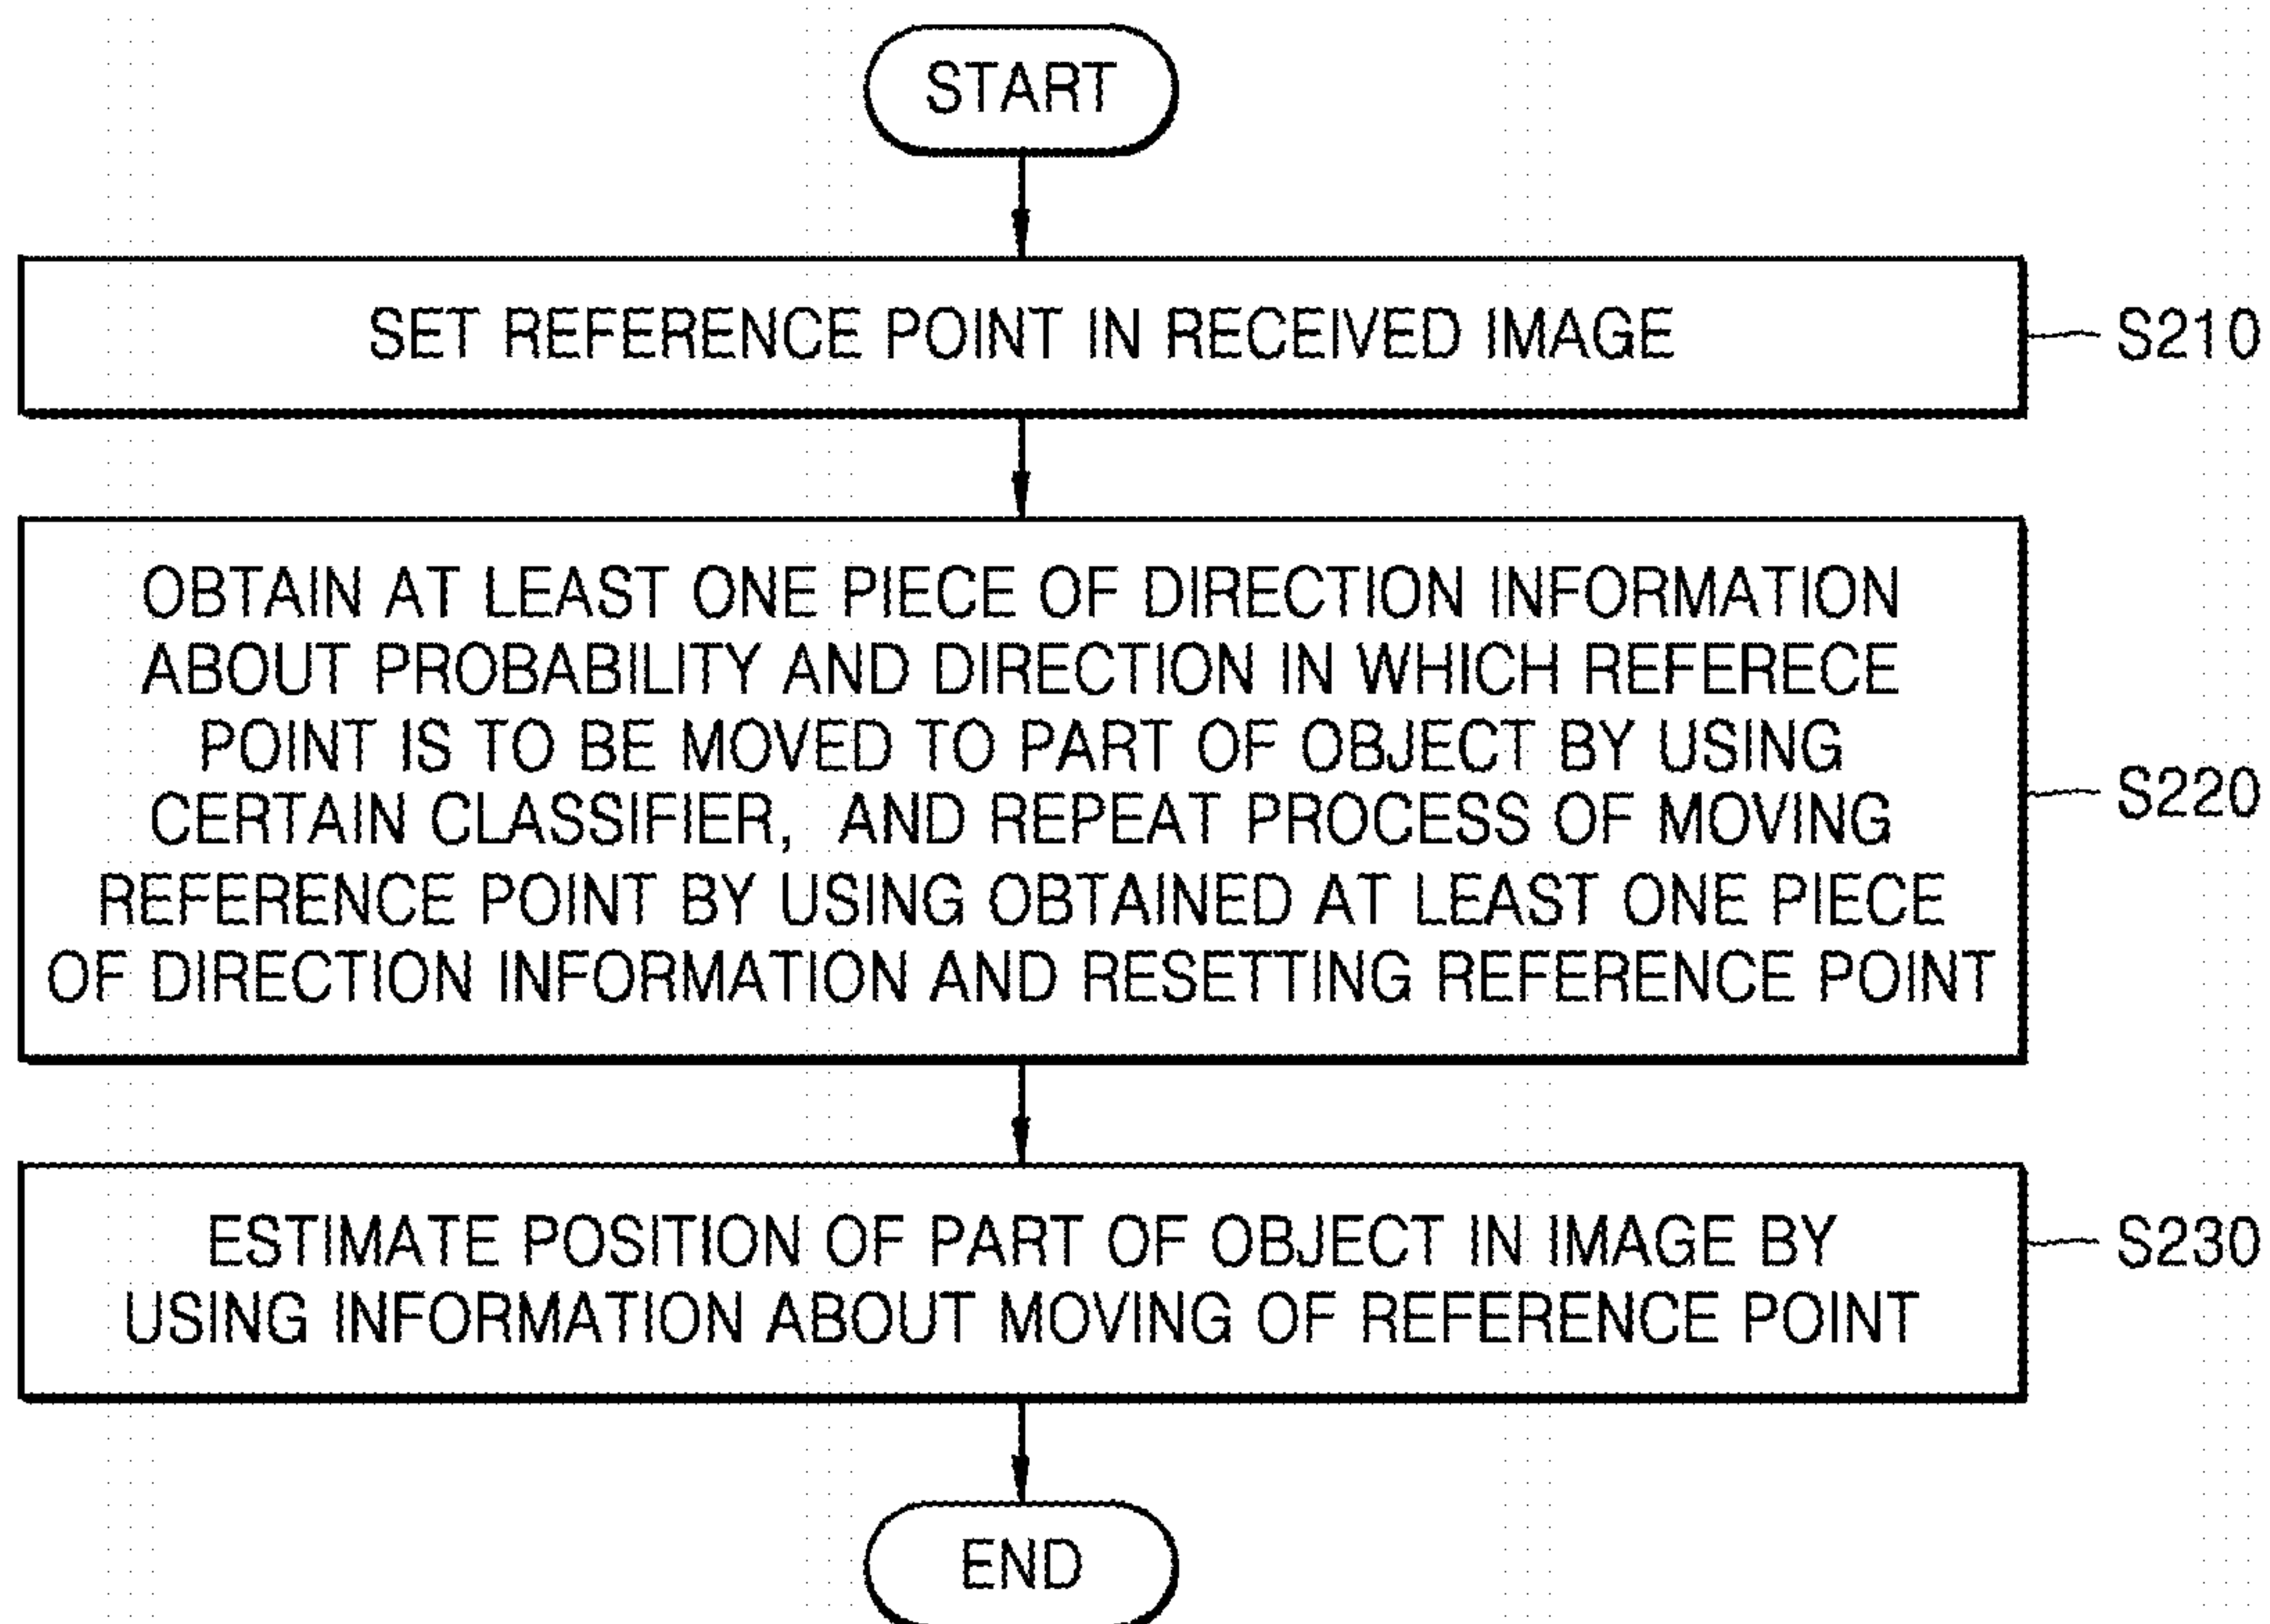 START
SET REFERENCE POINT IN RECEIVED IMAGE
S210
OBTAIN AT LEAST ONE PIECE OF DIRECTION INFORMATION
ABOUT PROBABILITY AND DIRECTION IN WHICH REFERECE
POINT IS TO BE MOVED TO PART OF OBJECT BY USING
CERTAIN CLASSIFIER, AND REPEAT PROCESS OF MOVING
REFERENCE POINT BY USING OBTAINED AT LEAST ONE PIECE
OF DIRECTION INFORMATION AND RESETTING REFERENCE POINT
S220
ESTIMATE POSITION OF PART OF OBJECT IN IMAGE BY
USING INFORMATION ABOUT MOVING OF REFERENCE POINT
S230
END